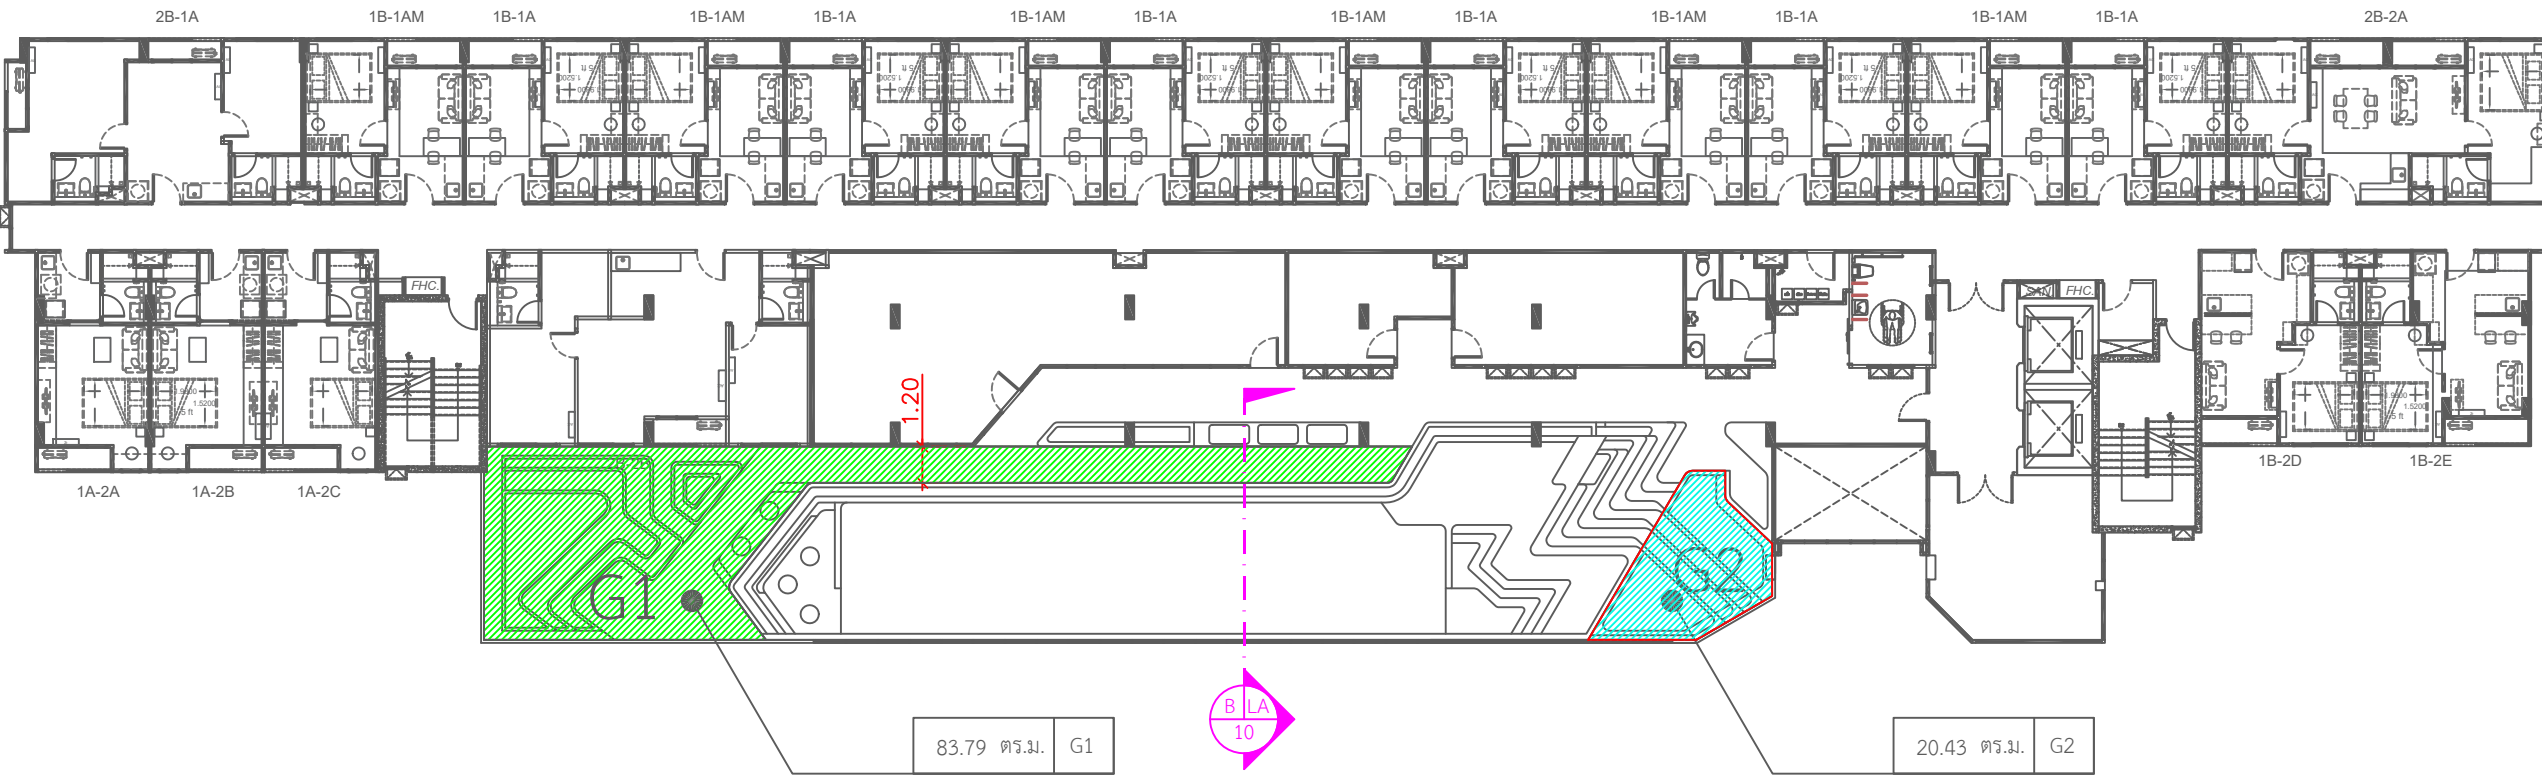 2B-1A 1B-1AM 1B-1A 1B-1AM 1B-1A 1B-1AM 1B-1A 1B-1AM 1B-1A 1B-1AM 1B-1A 1B-1AM 1B-1A 2B-2A
FHC.
SAN FHC.
1.20
1A-2A 1A-2B 1A-2C
1B-2D 1B-2E
G1
G2
B LA
10
83.79 ตร.ม. G1
20.43 ตร.ม. G2